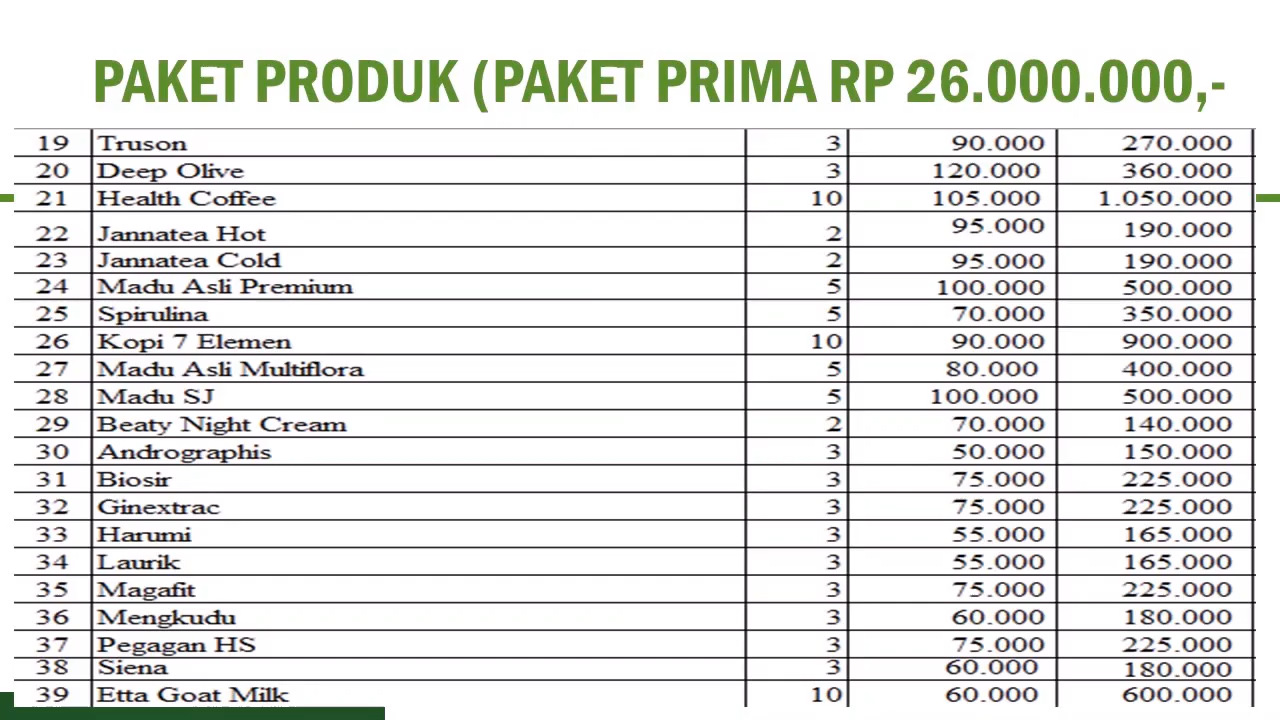 PAKET PRODUK (PAKET PRIMA RP 26.000.000,-
19 Truson 3 90.000 270.000
20 Deep Olive 3 120.000 360.000
21 Health Coffee 10 105.000 1.050.000
22 Jannatea Hot 2 95.000 190.000
23 Jannatea Cold 2 95.000 190.000
24 Madu Asli Premium 5 100.000 500.000
25 Spirulina 5 70.000 350.000
26 Kopi 7 Elemen 10 90.000 900.000
27 Madu Asli Multiflora 5 80.000 400.000
28 Madu SJ 5 100.000 500.000
29 Beaty Night Cream 2 70.000 140.000
30 Andrographis 3 50.000 150.000
31 Biosir 3 75.000 225.000
32 Ginextrac 3 75.000 225.000
33 Harumi 3 55.000 165.000
34 Laurik 3 55.000 165.000
35 Magafit 3 75.000 225.000
36 Mengkudu 3 60.000 180.000
37 Pegagan HS 3 75.000 225.000
38 Siena 3 60.000 180.000
39 Etta Goat Milk 10 60.000 600.000